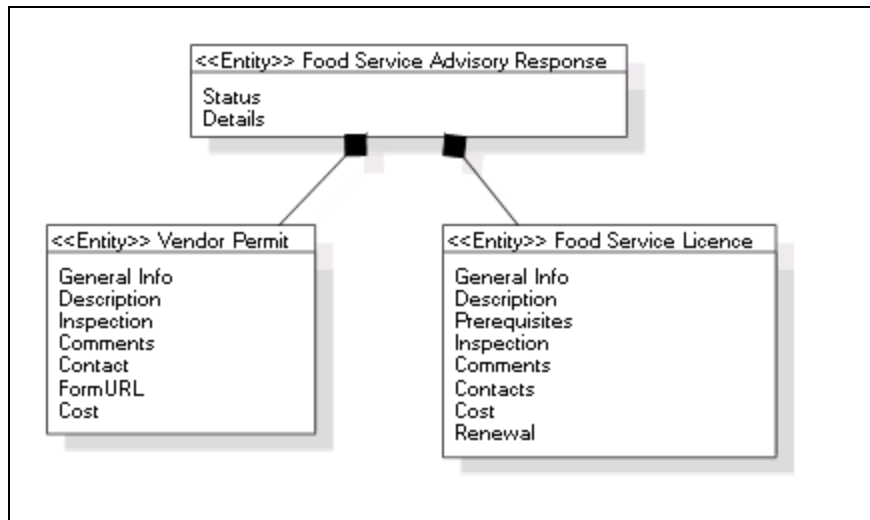 <<Entity>> Food Service Advisory Response
Status
Details
<<Entity>> Vendor Permit
General Info
Description
Inspection
Comments
Contact
FormURL
Cost
<<Entity>> Food Service Licence
General Info
Description
Prerequisites
Inspection
Comments
Contacts
Cost
Renewal